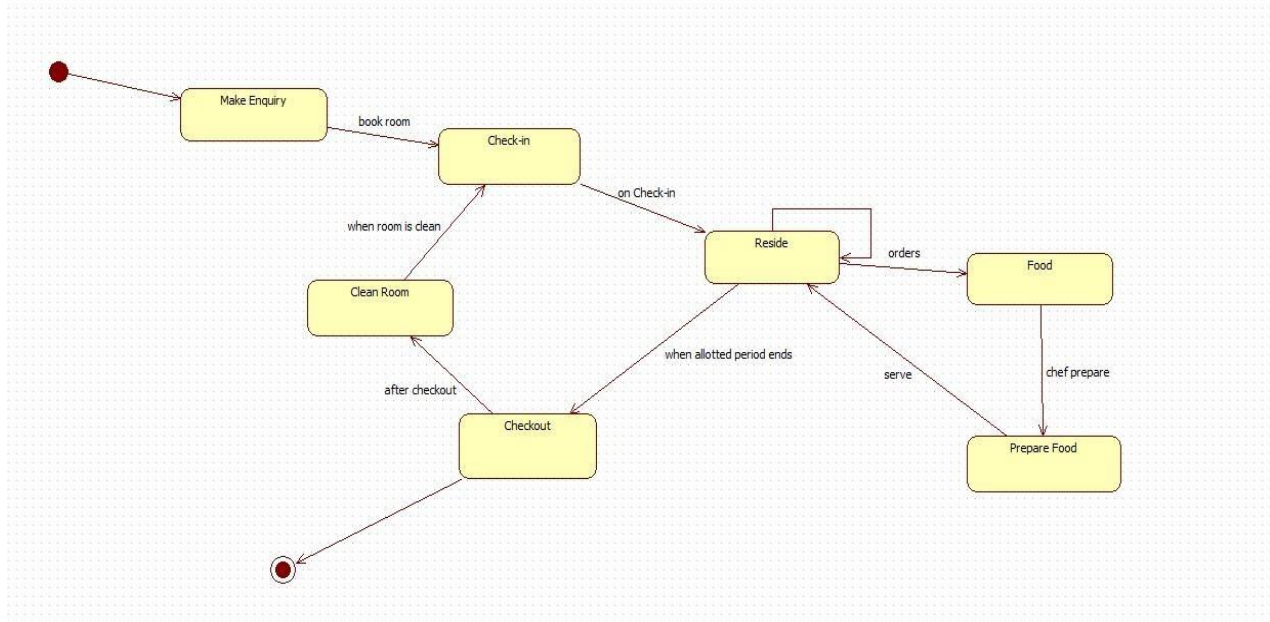 Make Enquiry
book room
Check-in
on Check-in
when room is clean
Reside
orders
Food
Clean Room
when allotted period ends
chef prepare
serve
after checkout
Checkout
Prepare Food